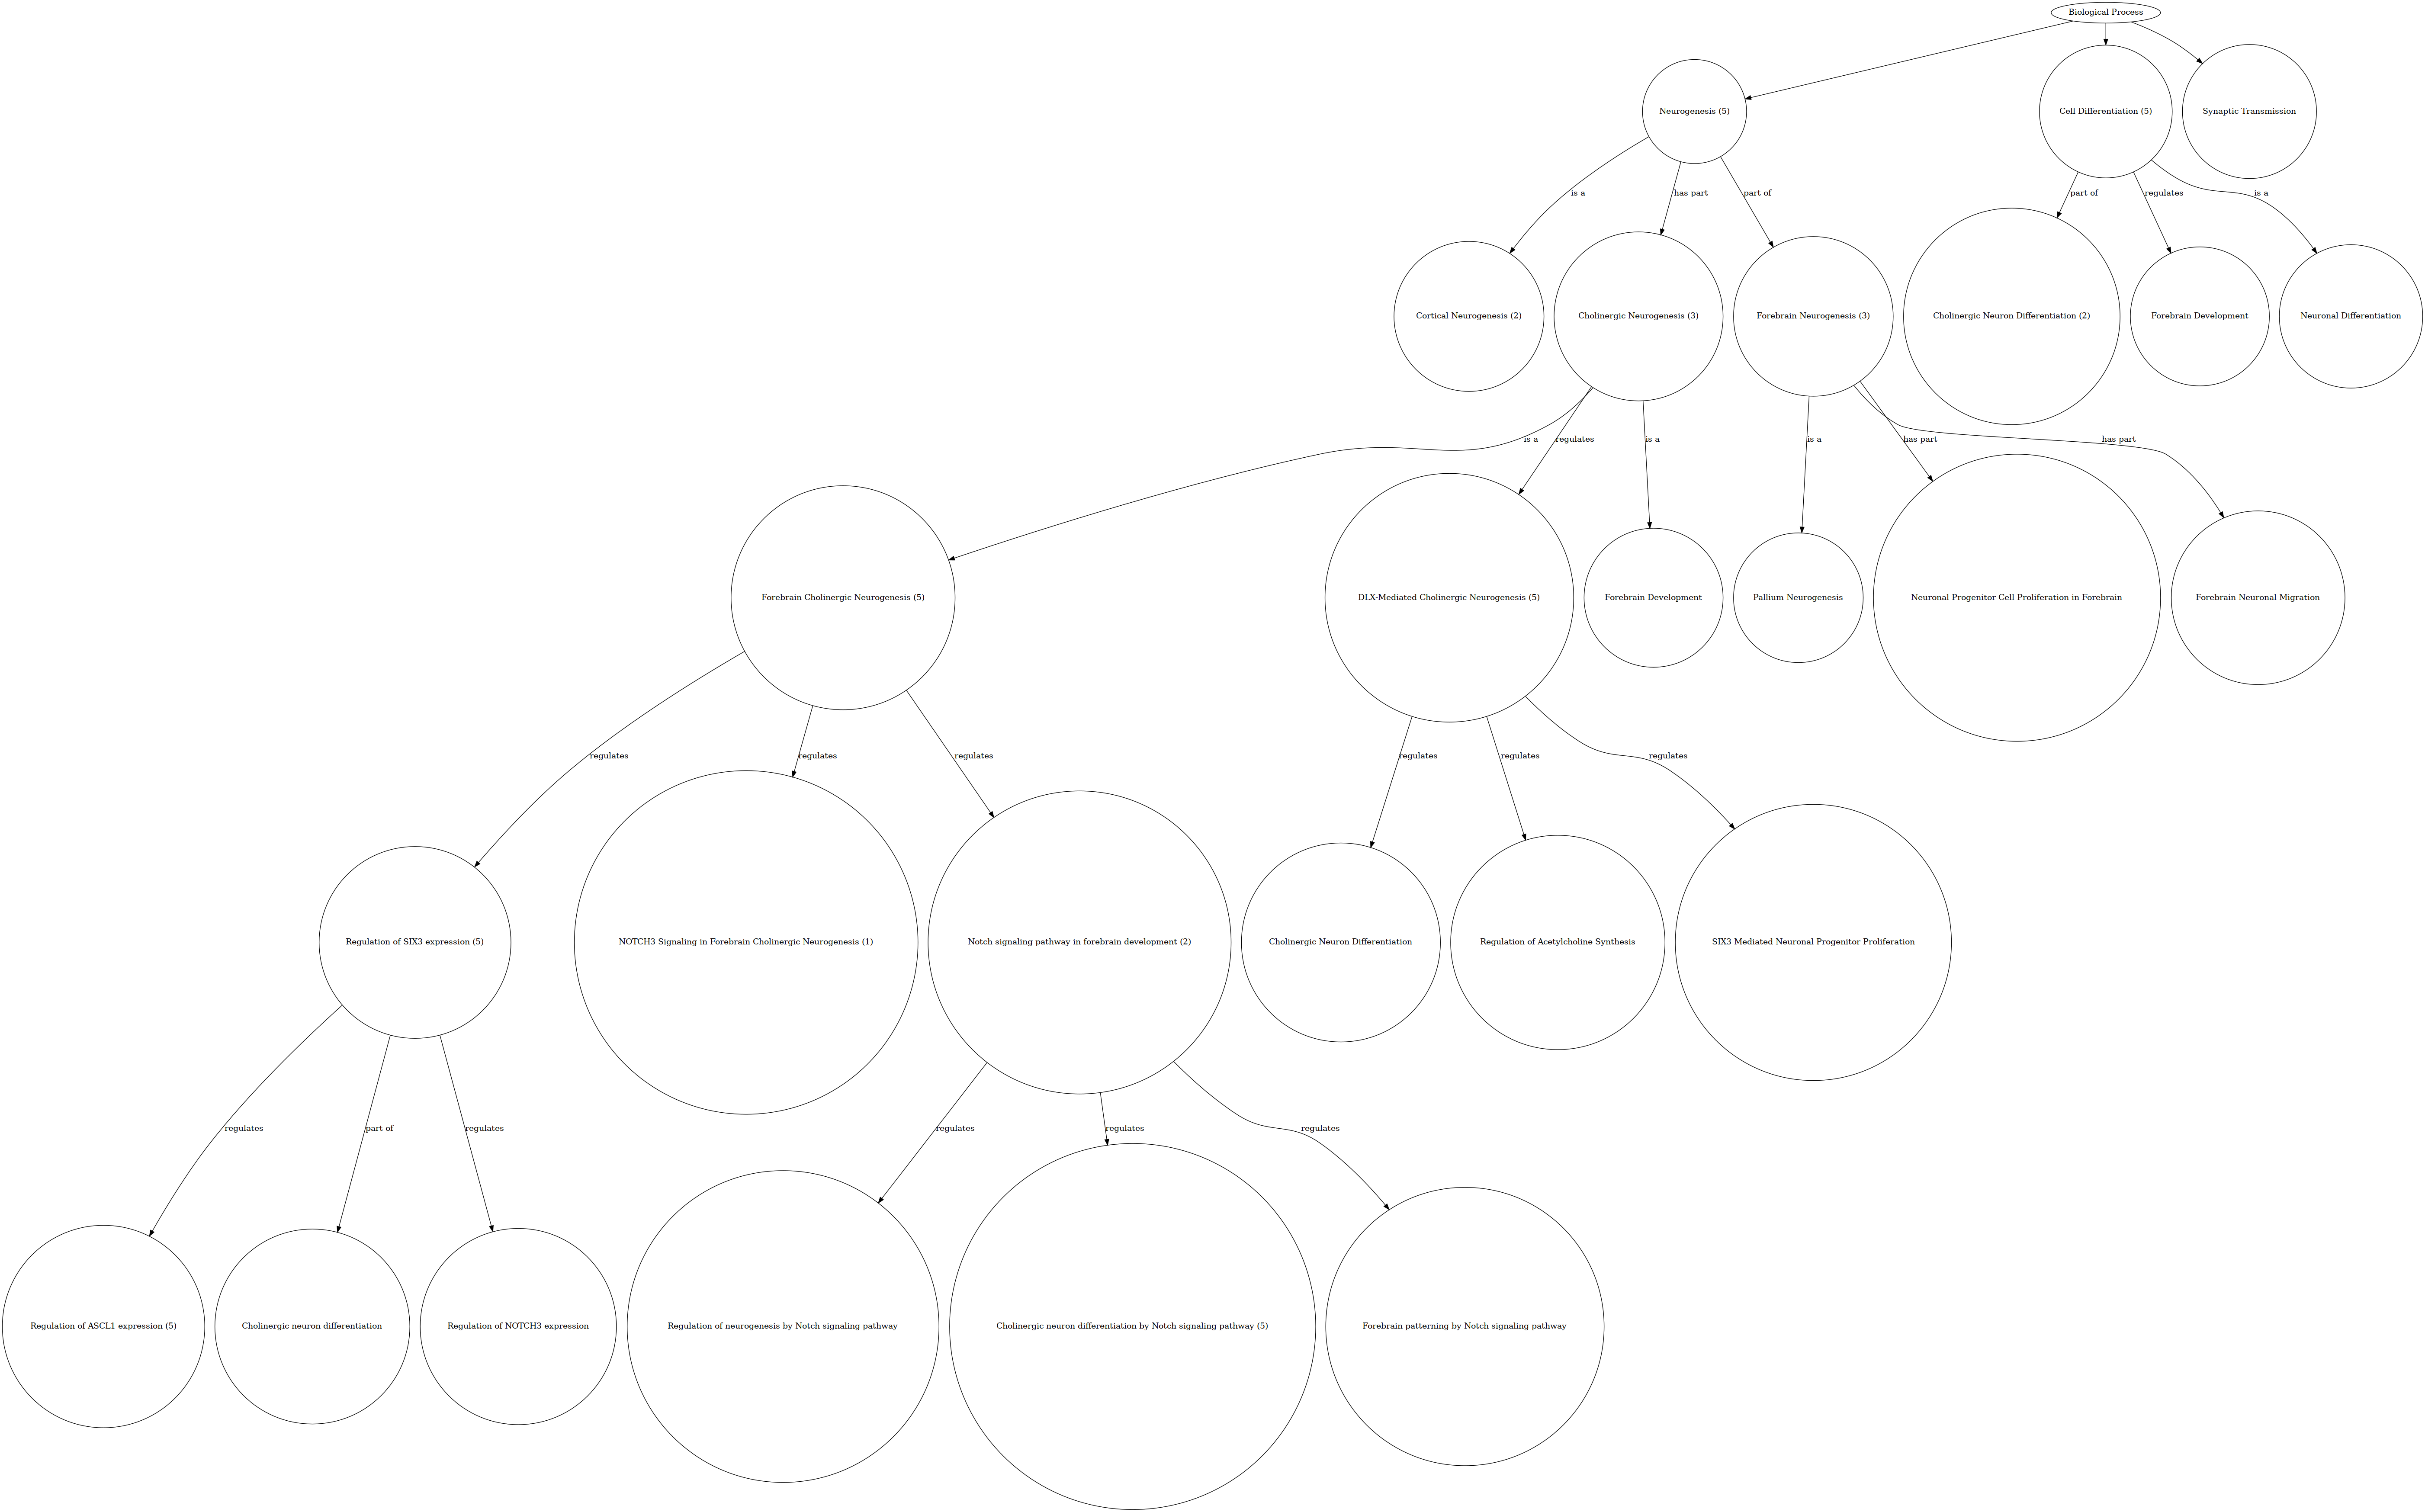 Biological Process
Neurogenesis (5)
Cell Differentiation (5)
Synaptic Transmission
is a
has part
part of
part of
regulates
is a
Cortical Neurogenesis (2)
Cholinergic Neurogenesis (3)
Forebrain Neurogenesis (3)
Cholinergic Neuron Differentiation (2)
Forebrain Development
Neuronal Differentiation
is a
regulates
is a
is a
has part
has part
Forebrain Cholinergic Neurogenesis (5)
DLX-Mediated Cholinergic Neurogenesis (5)
Forebrain Development
Pallium Neurogenesis
Neuronal Progenitor Cell Proliferation in Forebrain
Forebrain Neuronal Migration
regulates
regulates
regulates
regulates
regulates
regulates
Regulation of SIX3 expression (5)
NOTCH3 Signaling in Forebrain Cholinergic Neurogenesis (1)
Notch signaling pathway in forebrain development (2)
Cholinergic Neuron Differentiation
Regulation of Acetylcholine Synthesis
SIX3-Mediated Neuronal Progenitor Proliferation
regulates
part of
regulates
regulates
regulates
regulates
Regulation of ASCL1 expression (5)
Cholinergic neuron differentiation
Regulation of NOTCH3 expression
Regulation of neurogenesis by Notch signaling pathway
Cholinergic neuron differentiation by Notch signaling pathway (5)
Forebrain patterning by Notch signaling pathway